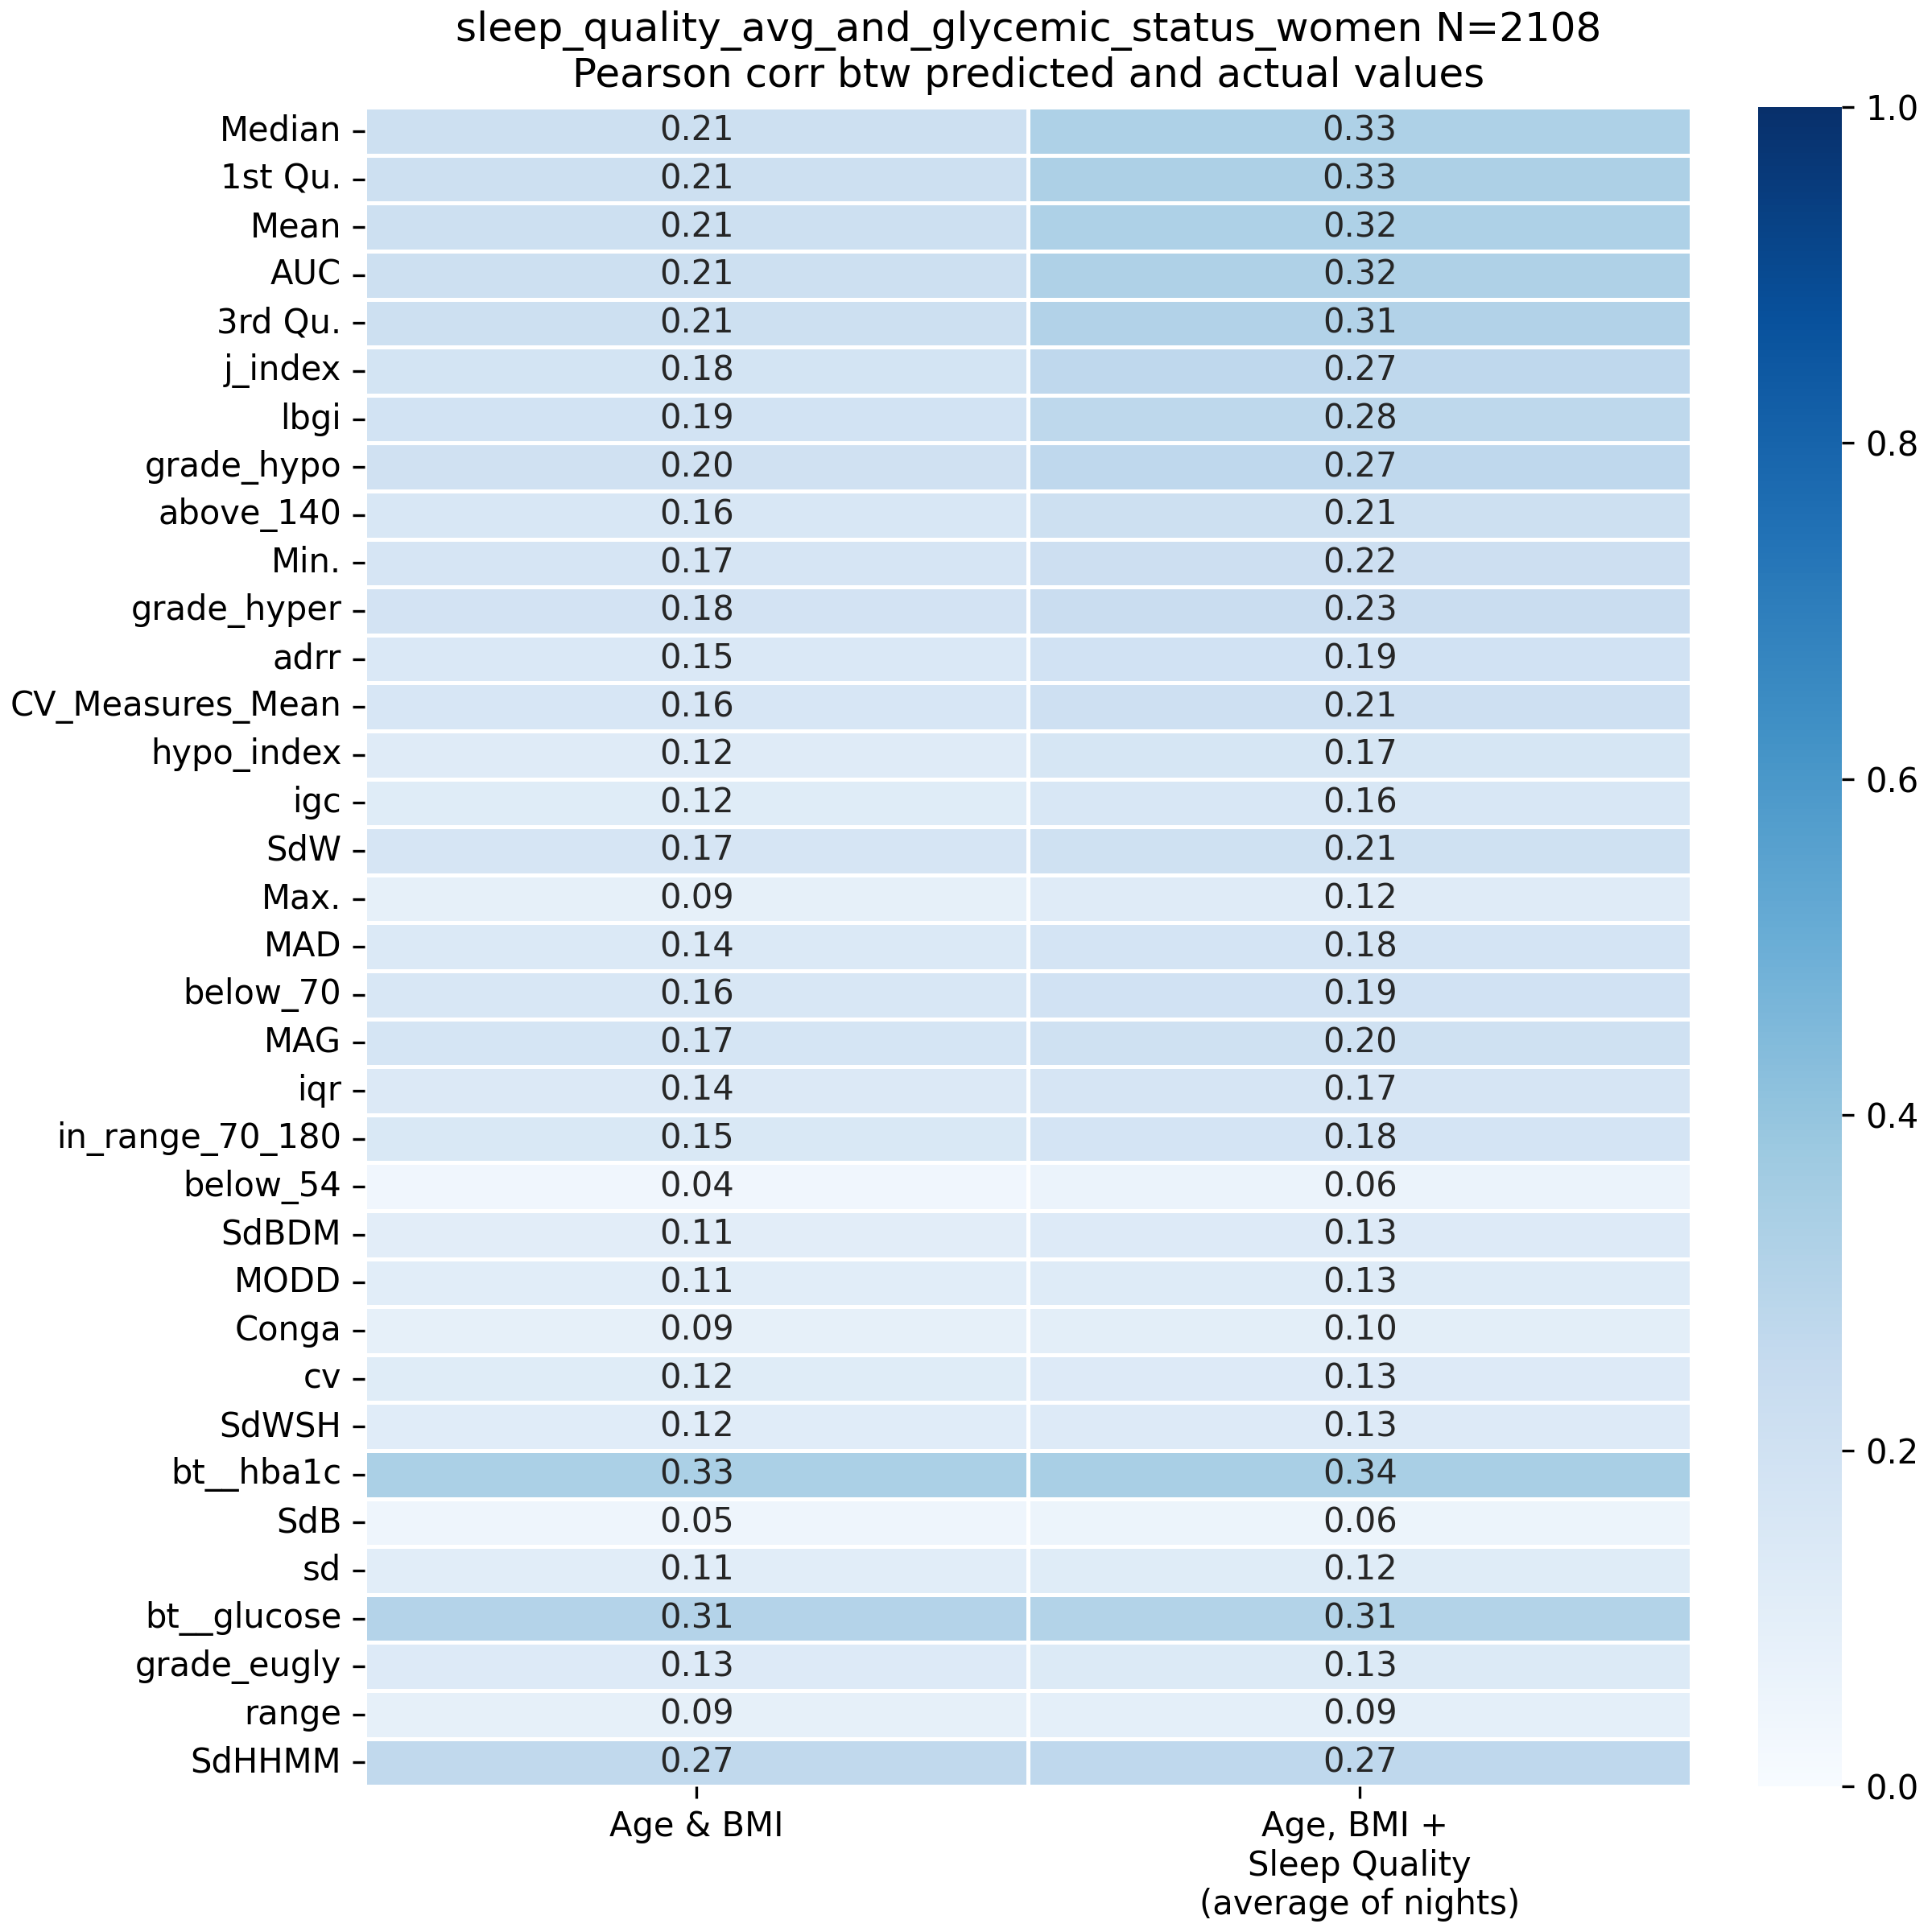 sleep_quality_avg_and_glycemic_status_women N=2108
Pearson corr btw predicted and actual values
Median 0.21 0.33
1st Qu. 0.21 0.33
Mean 0.21 0.32
AUC 0.21 0.32
3rd Qu. 0.21 0.31
j_index 0.18 0.27
lbgi 0.19 0.28
grade_hypo 0.20 0.27
above_140 0.16 0.21
Min. 0.17 0.22
grade_hyper 0.18 0.23
adrr 0.15 0.19
CV_Measures_Mean 0.16 0.21
hypo_index 0.12 0.17
igc 0.12 0.16
SdW 0.17 0.21
Max. 0.09 0.12
MAD 0.14 0.18
below_70 0.16 0.19
MAG 0.17 0.20
iqr 0.14 0.17
in_range_70_180 0.15 0.18
below_54 0.04 0.06
SdBDM 0.11 0.13
MODD 0.11 0.13
Conga 0.09 0.10
cv 0.12 0.13
SdWSH 0.12 0.13
bt__hba1c 0.33 0.34
SdB 0.05 0.06
sd 0.11 0.12
bt__glucose 0.31 0.31
grade_eugly 0.13 0.13
range 0.09 0.09
SdHHMM 0.27 0.27
Age & BMI
Age, BMI +
Sleep Quality
(average of nights)
1.0
0.8
0.6
0.4
0.2
0.0